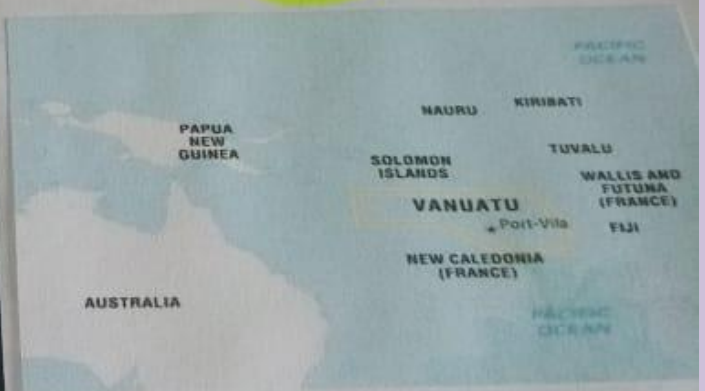 PACIFIC
OCEAN
NAURU
KIRIBATI
PAPUA
NEW
GUINEA
SOLOMON
ISLANDS
TUVALU
WALLIS AND
FUTUNA
(FRANCE)
VANUATU
Port-Vila
FIJI
NEW CALEDONIA
(FRANCE)
AUSTRALIA
PACIFIC
OCEAN